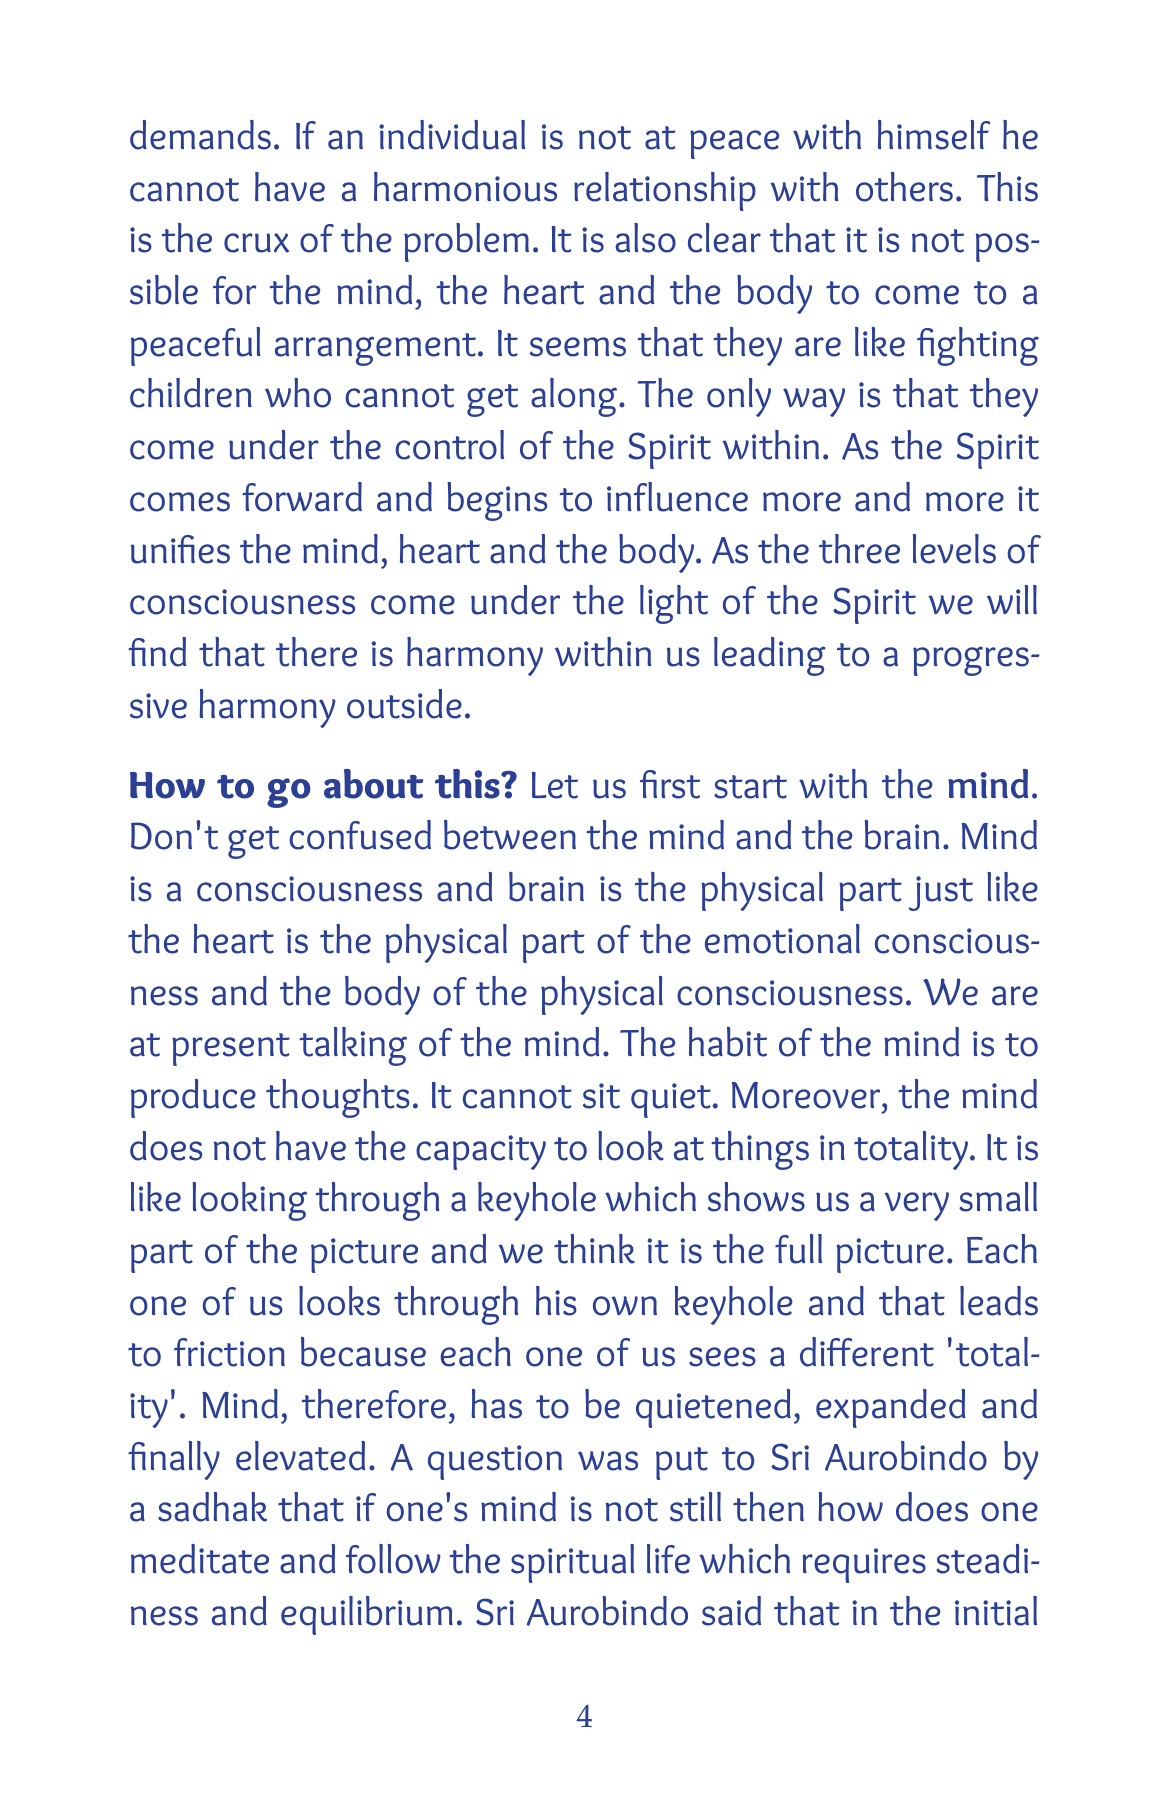 demands. If an individual is not at peace with himself he
cannot have a harmonious relationship with others. This
is the crux of the problem. It is also clear that it is not pos-
sible for the mind, the heart and the body to come to a
peaceful arrangement. It seems that they are like fighting
children who cannot get along. The only way is that they
come under the control of the Spirit within. As the Spirit
comes forward and begins to influence more and more it
unifies the mind, heart and the body. As the three levels of
consciousness come under the light of the Spirit we will
find that there is harmony within us leading to a progres-
sive harmony outside.
How to go about this? Let us first start with the mind.
Don't get confused between the mind and the brain. Mind
is a consciousness and brain is the physical part just like
the heart is the physical part of the emotional conscious-
ness and the body of the physical consciousness. We are
at present talking of the mind. The habit of the mind is to
produce thoughts. It cannot sit quiet. Moreover, the mind
does not have the capacity to look at things in totality. It is
like looking through a keyhole which shows us a very small
part of the picture and we think it is the full picture. Each
one of us looks through his own keyhole and that leads
to friction because each one of us sees a different 'total-
ity'. Mind, therefore, has to be quietened, expanded and
finally elevated. A question was put to Sri Aurobindo by
a sadhak that if one's mind is not still then how does one
meditate and follow the spiritual life which requires steadi-
ness and equilibrium. Sri Aurobindo said that in the initial
4